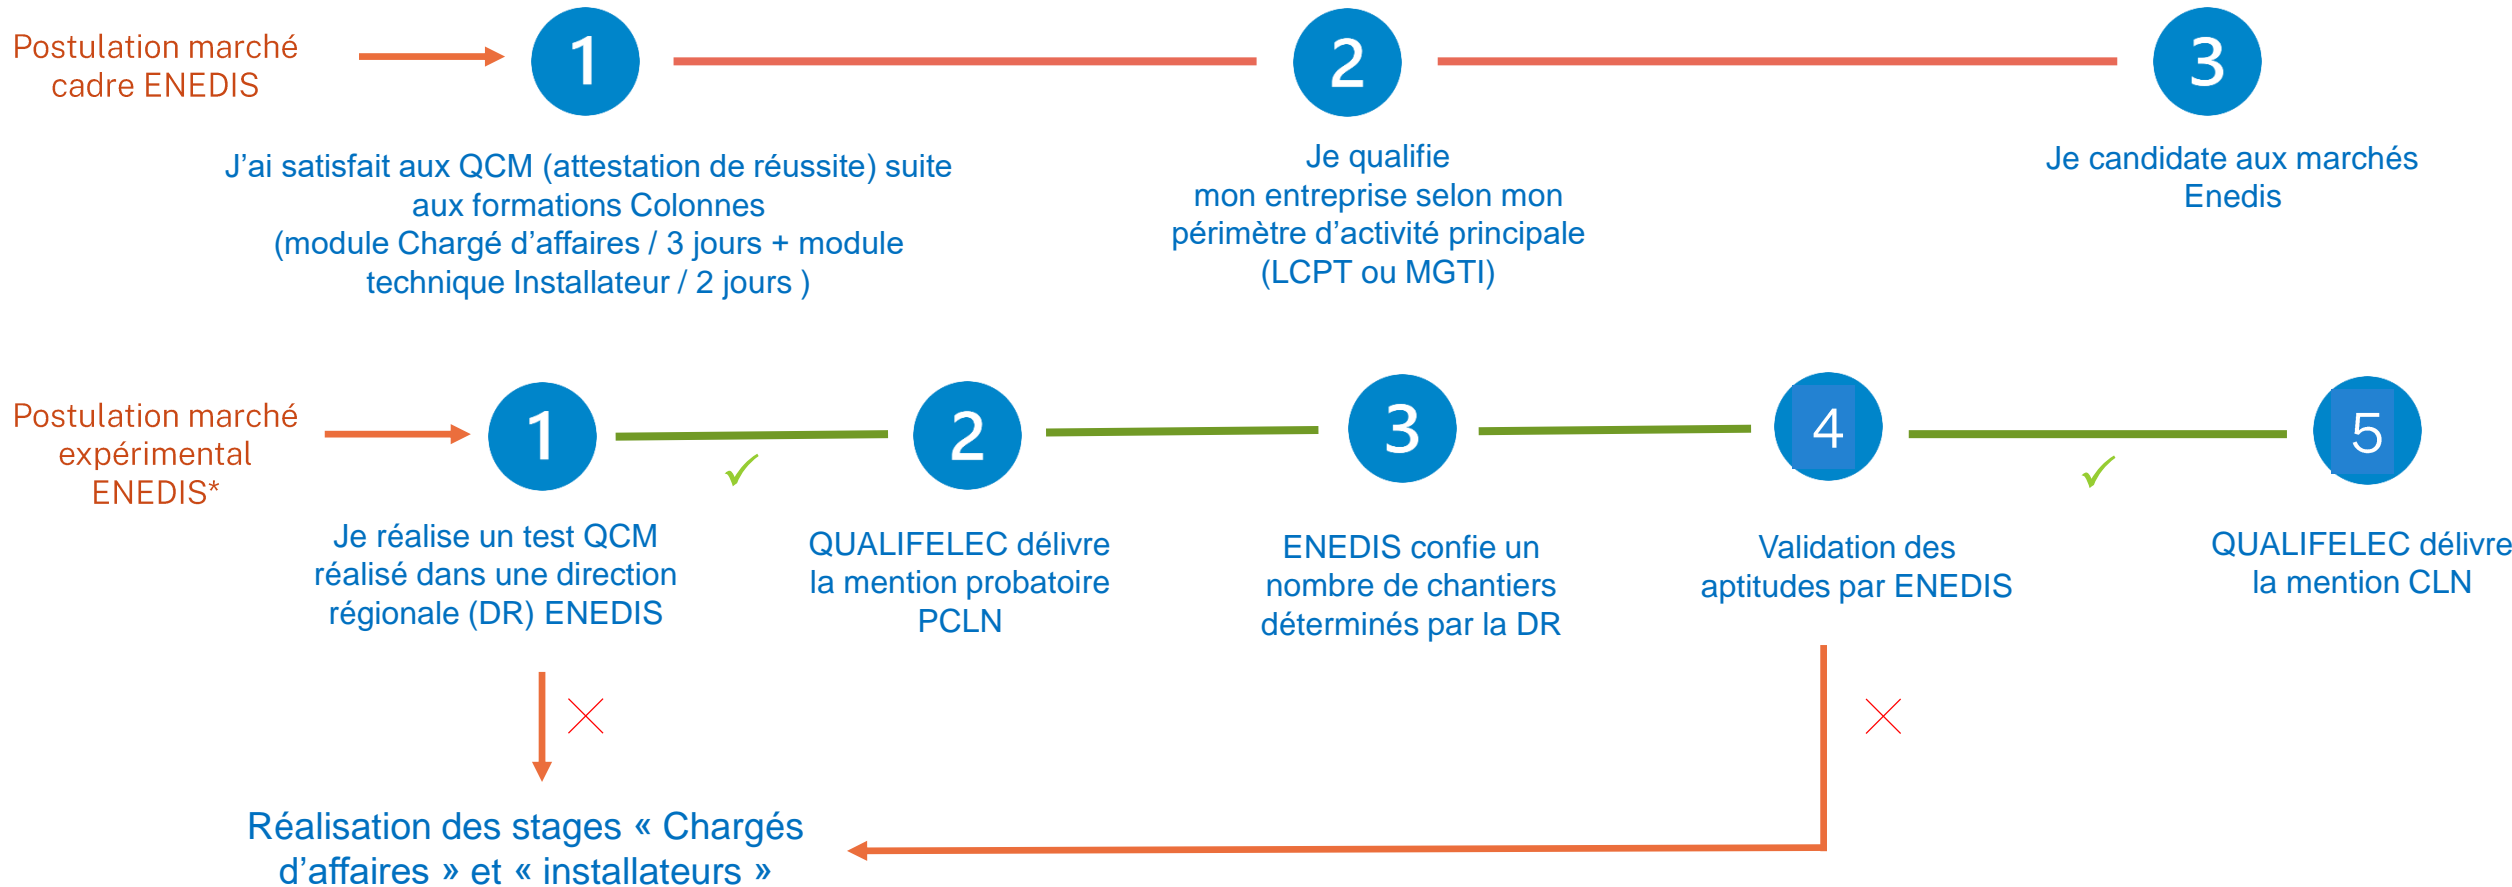 Postulation marché
cadre ENEDIS
1
2
3
J'ai satisfait aux QCM (attestation de réussite) suite
aux formations Colonnes
(module Chargé d'affaires / 3 jours + module
technique Installateur / 2 jours )
Je qualifie
mon entreprise selon mon
périmètre d'activité principale
(LCPT ou MGTI)
Je candidate aux marchés
Enedis
Postulation marché
expérimental
ENEDIS*
1
2
3
4
5
Je réalise un test QCM
réalisé dans une direction
régionale (DR) ENEDIS
QUALIFELEC délivre
la mention probatoire
PCLN
ENEDIS confie un
nombre de chantiers
déterminés par la DR
Validation des
aptitudes par ENEDIS
QUALIFELEC délivre
la mention CLN
Réalisation des stages « Chargés
d'affaires » et « installateurs »